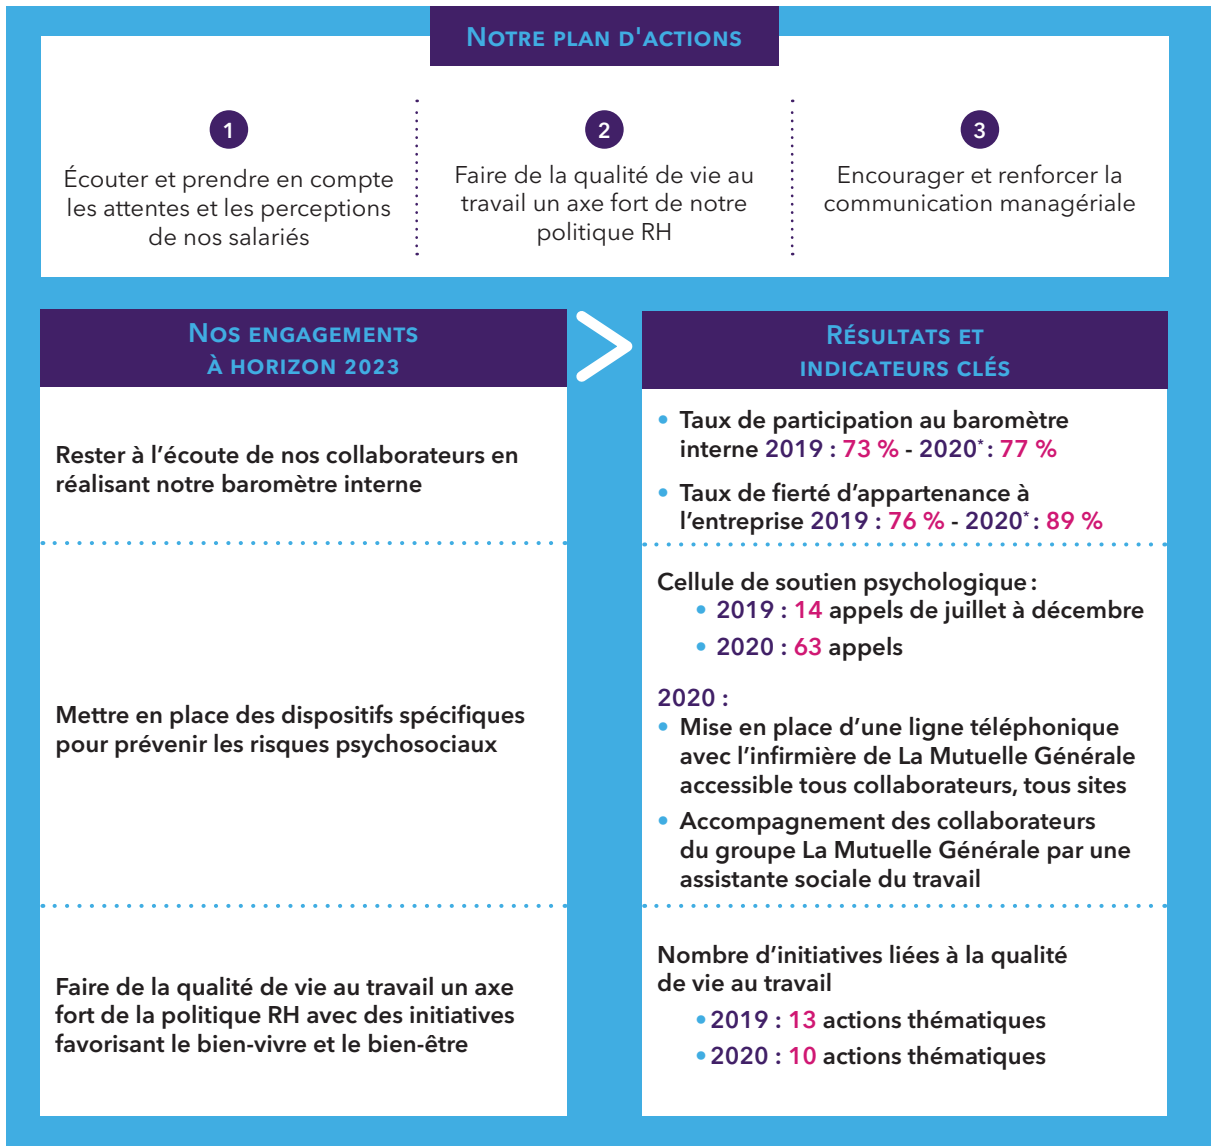 NOTRE PLAN D'ACTIONS
1
Écouter et prendre en compte
les attentes et les perceptions
de nos salariés
2
Faire de la qualité de vie au
travail un axe fort de notre
politique RH
3
Encourager et renforcer la
communication managériale
NOS ENGAGEMENTS
À HORIZON 2023
RÉSULTATS ET
INDICATEURS CLÉS
Rester à l’écoute de nos collaborateurs en
réalisant notre baromètre interne
• Taux de participation au baromètre
interne 2019 : 73 % - 2020* : 77 %
• Taux de fierté d’appartenance à
l’entreprise 2019 : 76 % - 2020* : 89 %
Mettre en place des dispositifs spécifiques
pour prévenir les risques psychosociaux
Cellule de soutien psychologique :
• 2019 : 14 appels de juillet à décembre
• 2020 : 63 appels
2020 :
• Mise en place d’une ligne téléphonique
avec l’infirmière de La Mutuelle Générale
accessible tous collaborateurs, tous sites
• Accompagnement des collaborateurs
du groupe La Mutuelle Générale par une
assistante sociale du travail
Faire de la qualité de vie au travail un axe
fort de la politique RH avec des initiatives
favorisant le bien-vivre et le bien-être
Nombre d’initiatives liées à la qualité
de vie au travail
• 2019 : 13 actions thématiques
• 2020 : 10 actions thématiques